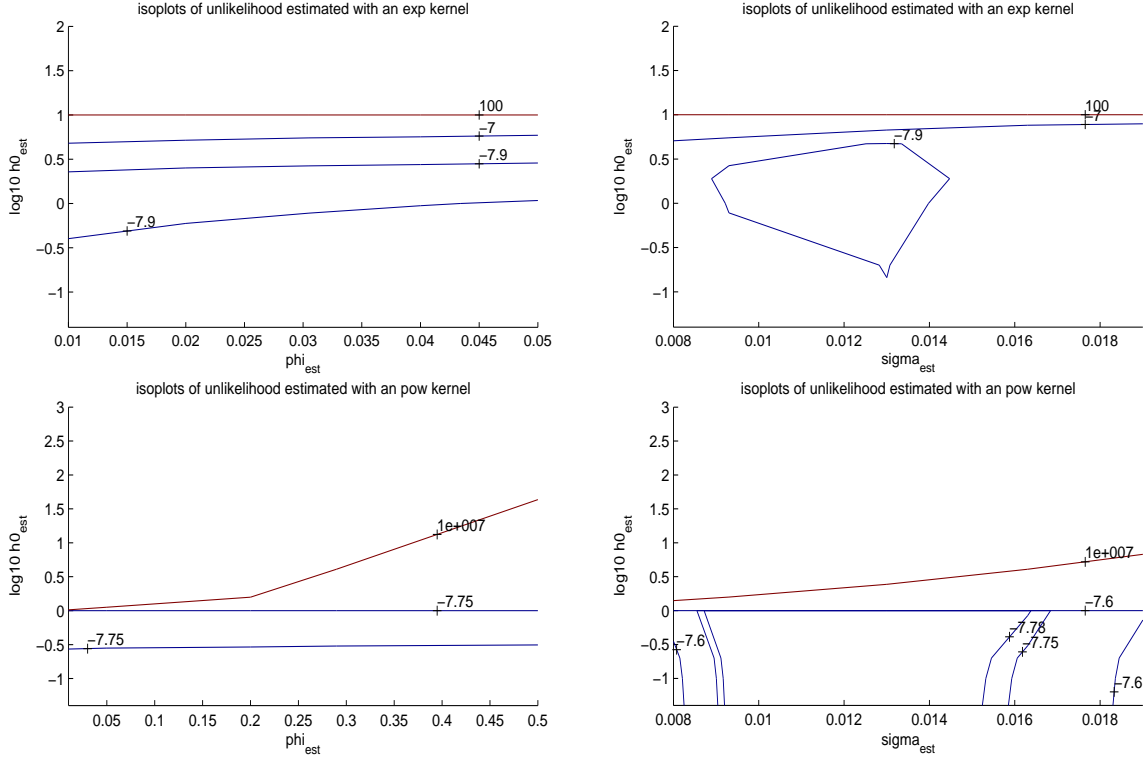 isoplots of unlikelihood estimated with an exp kernel
2
1.5
1
0.5
0
−0.5
−1
log10 h0_est
100
−7
−7.9
−7.9
0.01 0.015 0.02 0.025 0.03 0.035 0.04 0.045 0.05
phi_est
isoplots of unlikelihood estimated with an exp kernel
2
1.5
1
0.5
0
−0.5
−1
log10 h0_est
100
−7
−7.9
0.008 0.01 0.012 0.014 0.016 0.018
sigma_est
isoplots of unlikelihood estimated with an pow kernel
3
2.5
2
1.5
1
0.5
0
−0.5
−1
log10 h0_est
1e+007
−7.75
−7.75
0.05 0.1 0.15 0.2 0.25 0.3 0.35 0.4 0.45 0.5
phi_est
isoplots of unlikelihood estimated with an pow kernel
3
2.5
2
1.5
1
0.5
0
−0.5
−1
log10 h0_est
1e+007
−7.6
−7.78
−7.75
−7.6
−7.6
0.008 0.01 0.012 0.014 0.016 0.018
sigma_est